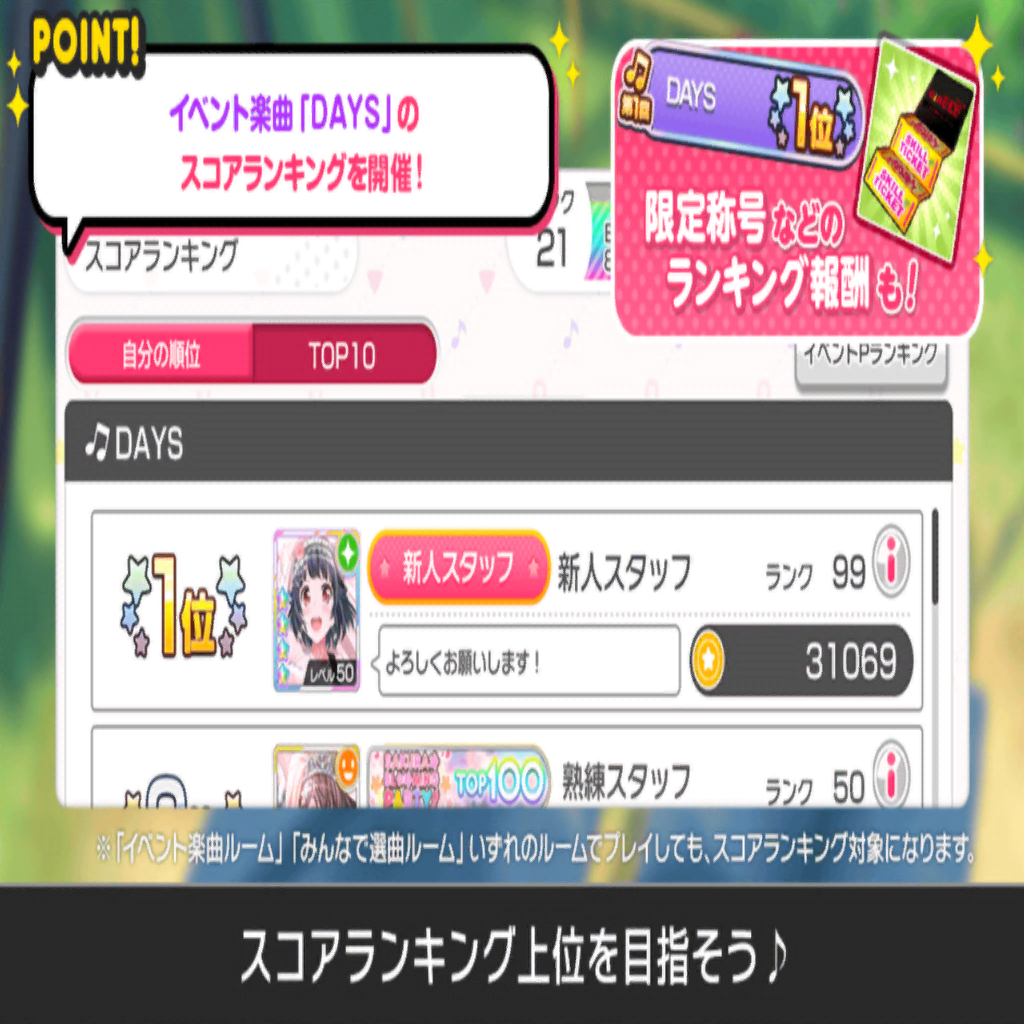 POINT!
イベント楽曲「DAYS」の
スコアランキングを開催!
第1回
DAYS
1位
SKILL
TICKET
SKILL
TICKET
限定称号などの
ランキング報酬も!
スコアランキング
ク
21
自分の順位
TOP10
イベントPランキング
DAYS
1位
レベル50
新人スタッフ
新人スタッフ
ランク 99
よろしくお願いします!
31069
PARTY
TOP100
熟練スタッフ
ランク 50
※「イベント楽曲ルーム」「みんなで選曲ルーム」いずれのルームでプレイしても、スコアランキング対象になります。
スコアランキング上位を目指そう♪